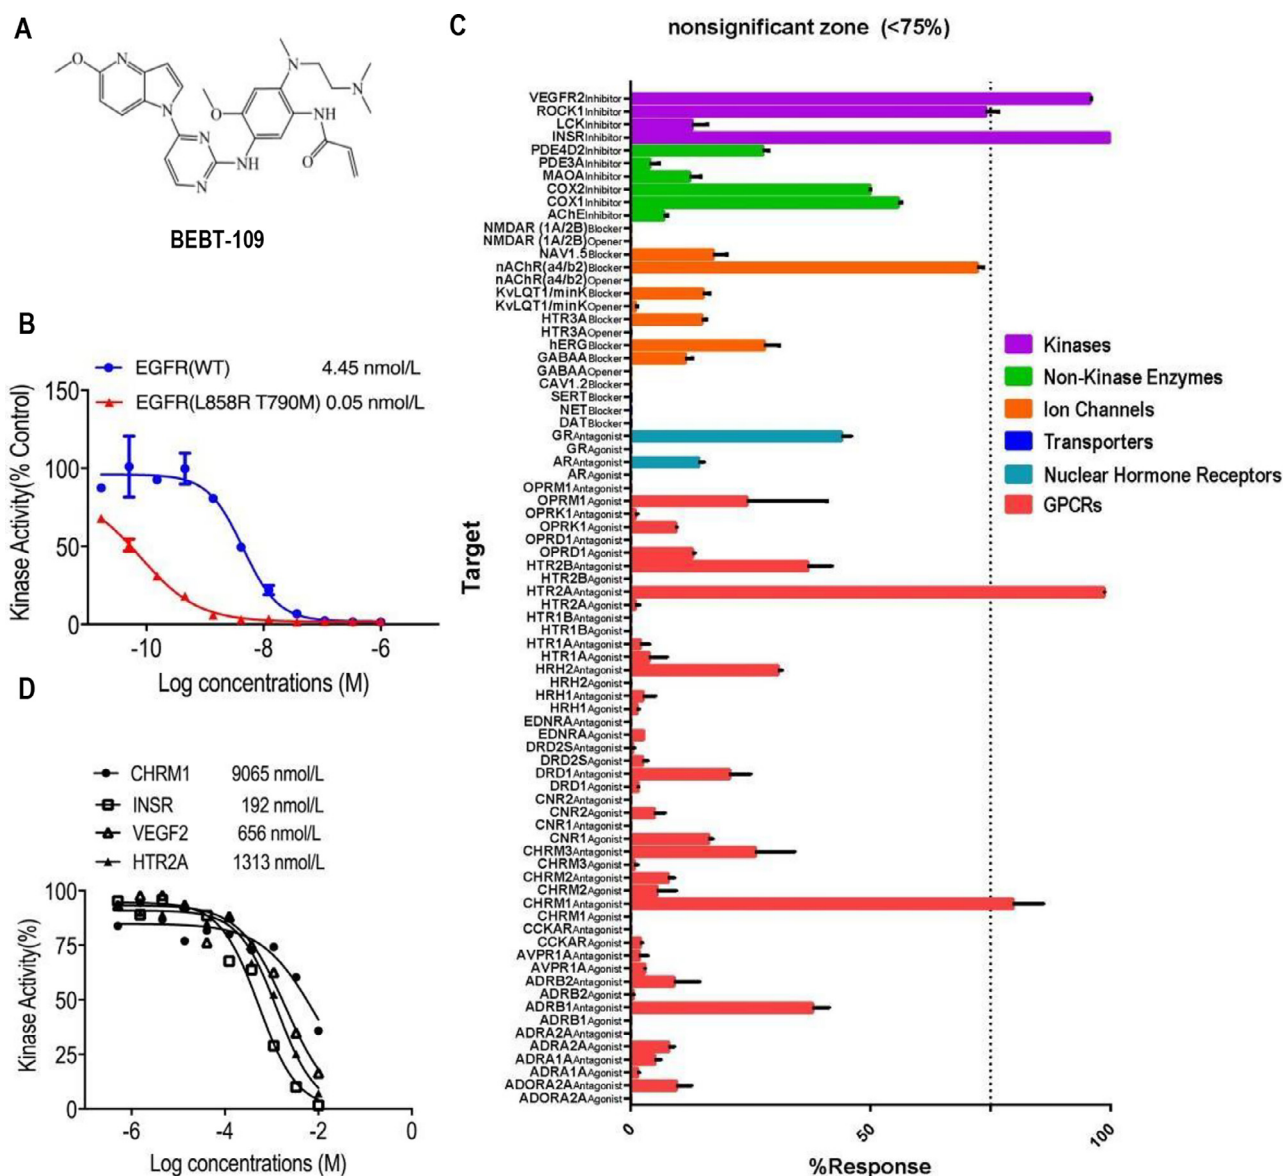 A
O
N
N
N
O
N
N
N
N
NH
NH
O
BEBT-109
B
EGFR(WT) 4.45 nmol/L
EGFR(L858R T790M) 0.05 nmol/L
Kinase Activity(% Control)
150
100
50
0
-10
-8
-6
Log concentrations (M)
D
CHRM1 9065 nmol/L
INSR 192 nmol/L
VEGF2 656 nmol/L
HTR2A 1313 nmol/L
Kinase Activity(%)
100
75
50
25
0
-6
-4
-2
0
Log concentrations (M)
C
nonsignificant zone (<75%)
Target
VEGFR2Inhibitor
ROCK1Inhibitor
LCKInhibitor
INSRInhibitor
PDE4D2Inhibitor
PDE3AInhibitor
MAOAInhibitor
COX2Inhibitor
COX1Inhibitor
AChEInhibitor
NMDAR (1A/2B)Blocker
NMDAR (1A/2B)Opener
NAV1.5Blocker
nAChR(a4/b2)Blocker
nAChR(a4/b2)Opener
KvLQT1/minKBlocker
KvLQT1/minKOpener
HTR3ABlocker
HTR3AOpener
hERGBlocker
GABAABlocker
GABAAOpener
CAV1.2Blocker
SERTBlocker
NETBlocker
DATBlocker
GRAntagonist
GRAgonist
ARAntagonist
ARAgonist
OPRM1Antagonist
OPRM1Agonist
OPRK1Antagonist
OPRK1Agonist
OPRD1Antagonist
OPRD1Agonist
HTR2BAntagonist
HTR2BAgonist
HTR2AAntagonist
HTR2AAgonist
HTR1BAntagonist
HTR1BAgonist
HTR1AAntagonist
HTR1AAgonist
HRH2Antagonist
HRH2Agonist
HRH1Antagonist
HRH1Agonist
EDNRAAntagonist
EDNRAAgonist
DRD2SAntagonist
DRD2SAgonist
DRD1Antagonist
DRD1Agonist
CNR2Antagonist
CNR2Agonist
CNR1Antagonist
CNR1Agonist
CHRM3Antagonist
CHRM3Agonist
CHRM2Antagonist
CHRM2Agonist
CHRM1Antagonist
CHRM1Agonist
CCKARAntagonist
CCKARAgonist
AVPR1AAntagonist
AVPR1AAgonist
ADRB2Antagonist
ADRB2Agonist
ADRB1Antagonist
ADRB1Agonist
ADRA2AAntagonist
ADRA2AAgonist
ADRA1AAntagonist
ADRA1AAgonist
ADORA2AAntagonist
ADORA2AAgonist
0
50
100
%Response
Kinases
Non-Kinase Enzymes
Ion Channels
Transporters
Nuclear Hormone Receptors
GPCRs